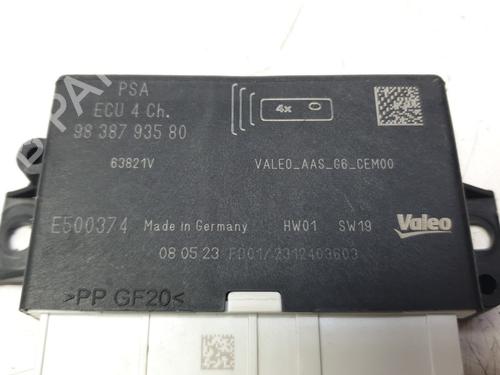 PSA
ECU 4 Ch.
98 387 935 80
4x
63821V
VALEO_AAS_G6_CEM00
E500374 Made in Germany HW01 SW19 Valeo
08 05 23 FD01/2312403603
>PP GF20<